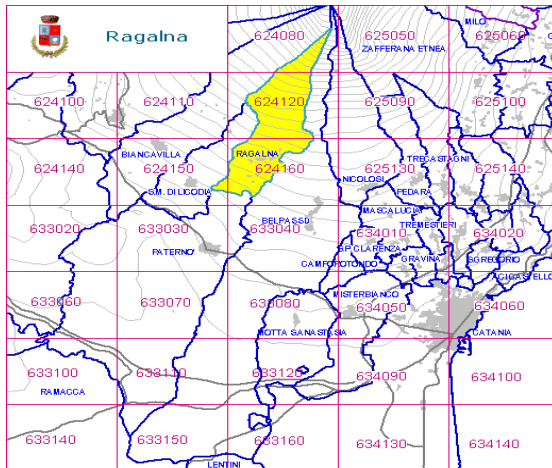 Ragalna
624080 625050 625060
MILO
ZAFFERANA ETNEA
624100 624110 624120 625090 625100
BIANCAVILLA RAGALNA TRECASTAGNI
624140 624150 624160 625130 625140
NICOLOSI
S.M. DI LICODIA PEDARA
MASCALUCIA
BELPASSO TREMESTIERI
633020 633030 633040 634010 634020
PATERNO' S.P. CLARENZA
CAMPOROTONDO GRAVINA S.GREGORIO
ACICASTELLO
MISTERBIANCO
633060 633070 633080 634050 634060
MOTTA SANASTASIA CATANIA
633100 633110 633120 634090 634100
RAMACCA
633140 633150 633160 634130 634140
LENTINI